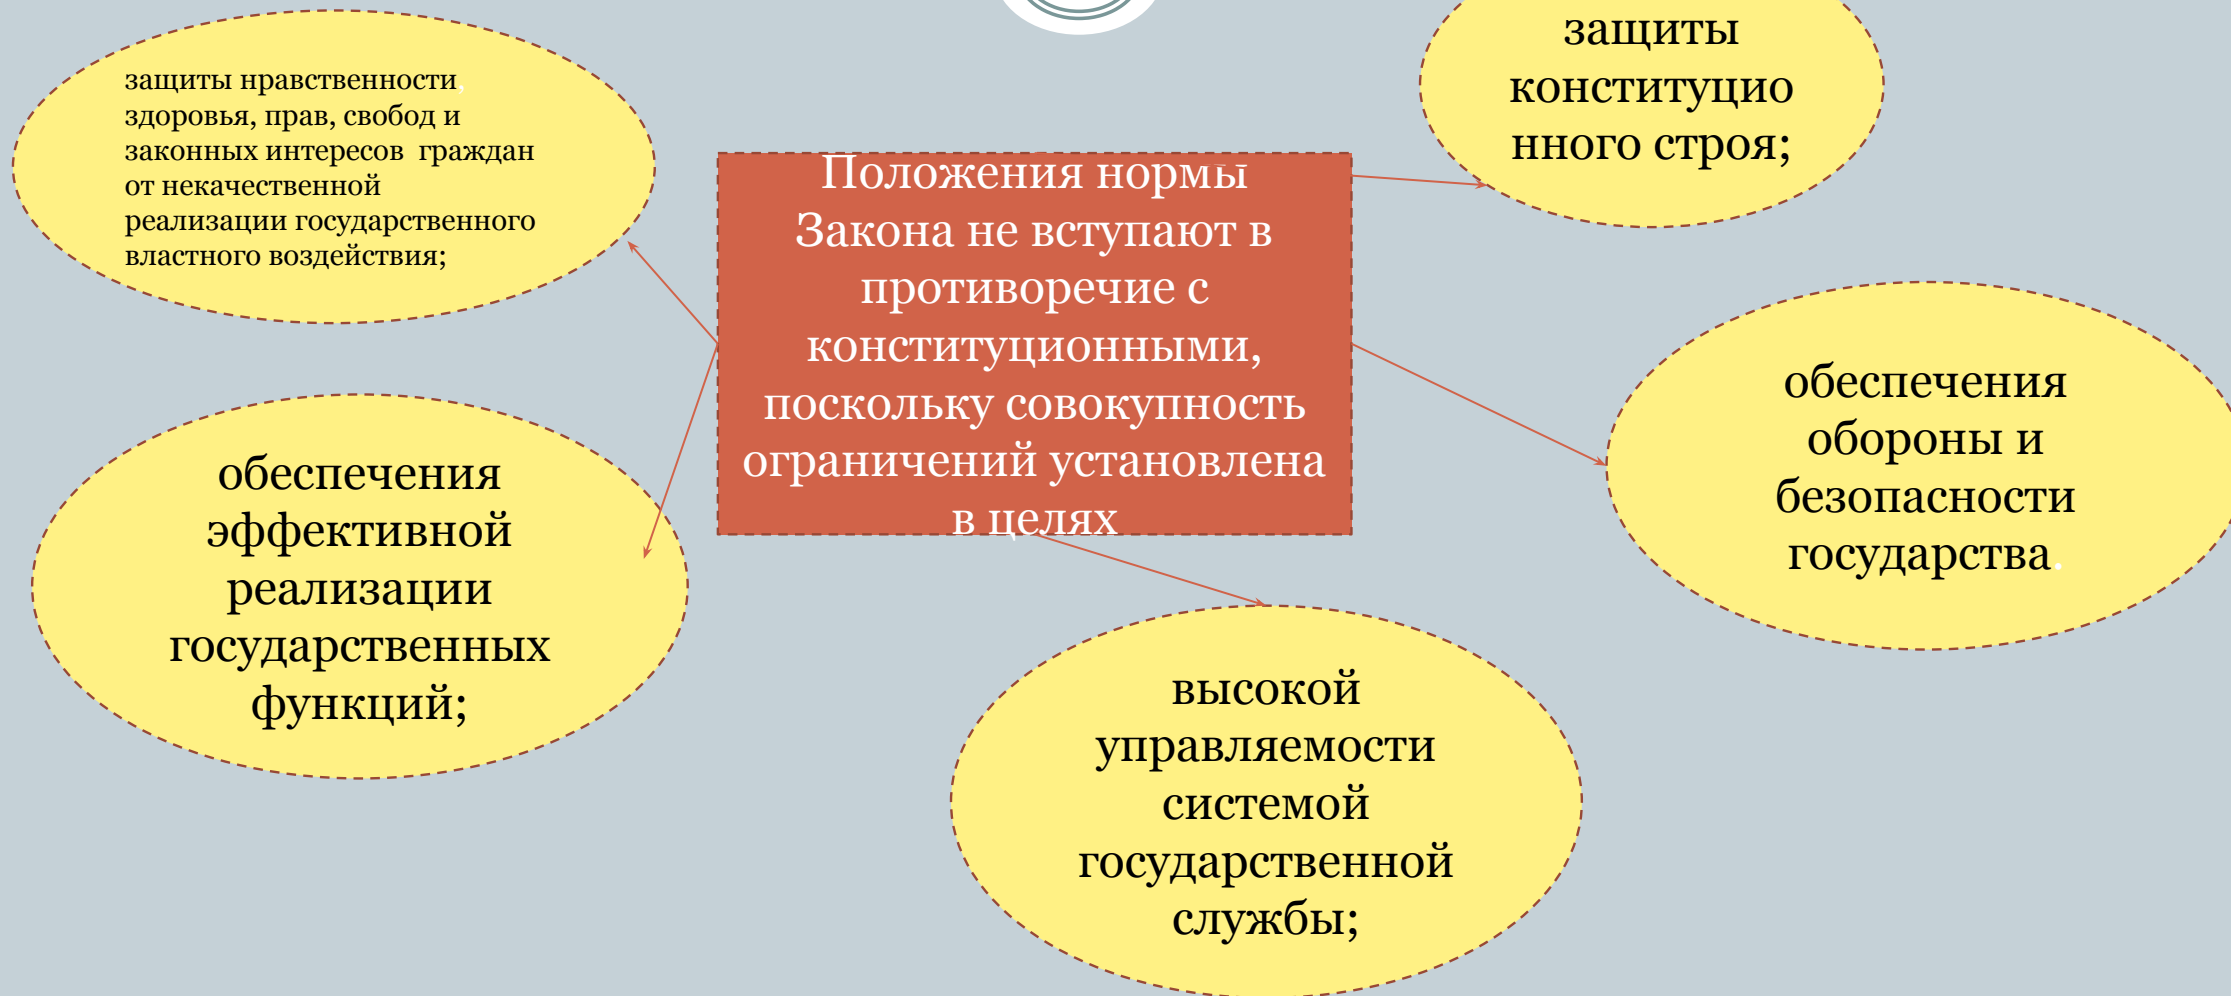 защиты нравственности,
здоровья, прав, свобод и
законных интересов граждан
от некачественной
реализации государственного
властного воздействия;
защиты
конституцио
нного строя;
Положения нормы
Закона не вступают в
противоречие с
конституционными,
поскольку совокупность
ограничений установлена
в целях
обеспечения
обороны и
безопасности
государства.
обеспечения
эффективной
реализации
государственных
функций;
высокой
управляемости
системой
государственной
службы;